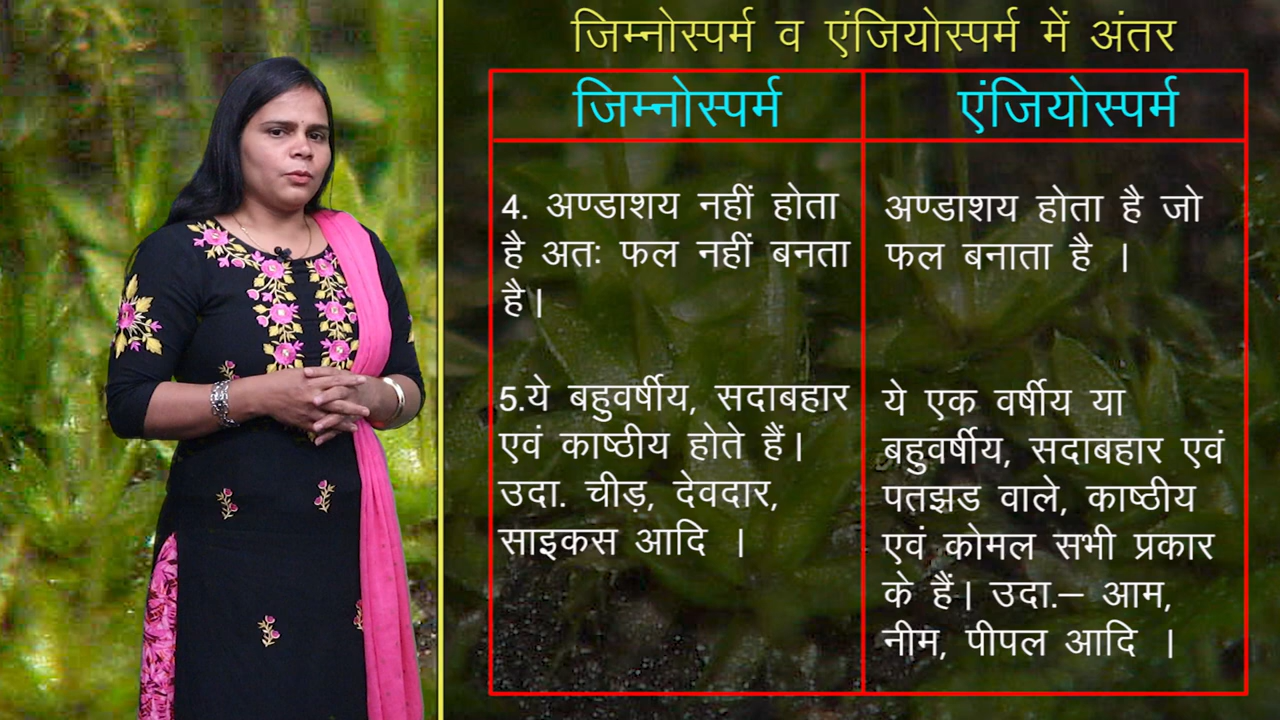 जिम्नोस्पर्म व एंजियोस्पर्म में अंतर
जिम्नोस्पर्म
एंजियोस्पर्म
4. अण्डाशय नहीं होता
है अतः फल नहीं बनता
है।
अण्डाशय होता है जो
फल बनाता है ।
5.ये बहुवर्षीय, सदाबहार
एवं काष्ठीय होते हैं।
उदा. चीड़, देवदार,
साइकस आदि ।
ये एक वर्षीय या
बहुवर्षीय, सदाबहार एवं
पतझड वाले, काष्ठीय
एवं कोमल सभी प्रकार
के हैं। उदा.– आम,
नीम, पीपल आदि ।